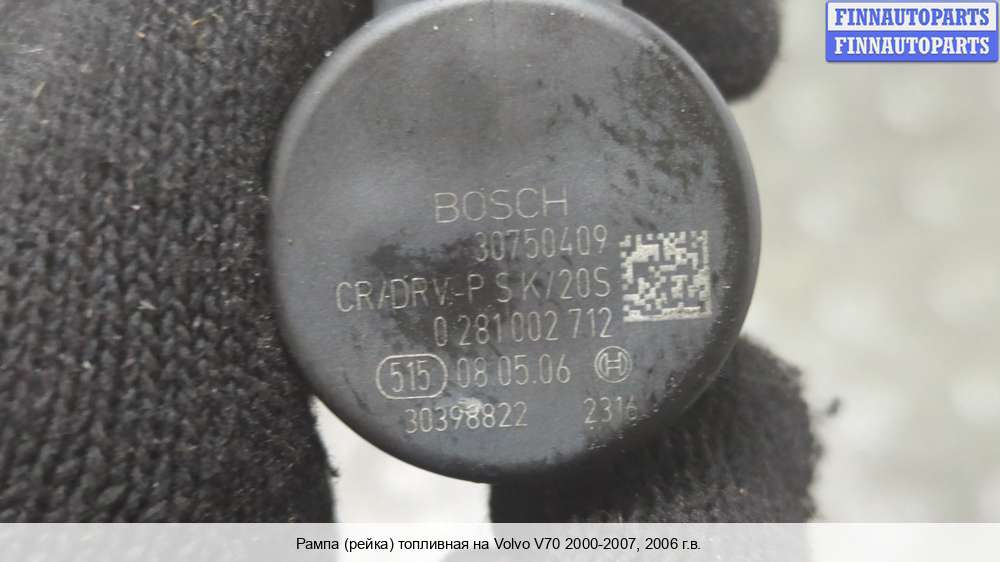 FINNAUTOPARTS
FINNAUTOPARTS
BOSCH
30750409
CR/DRV-P S K/20S
0 281 002 712
515 08 05.06 H
30398822 2316
Рампа (рейка) топливная на Volvo V70 2000-2007, 2006 г.в.